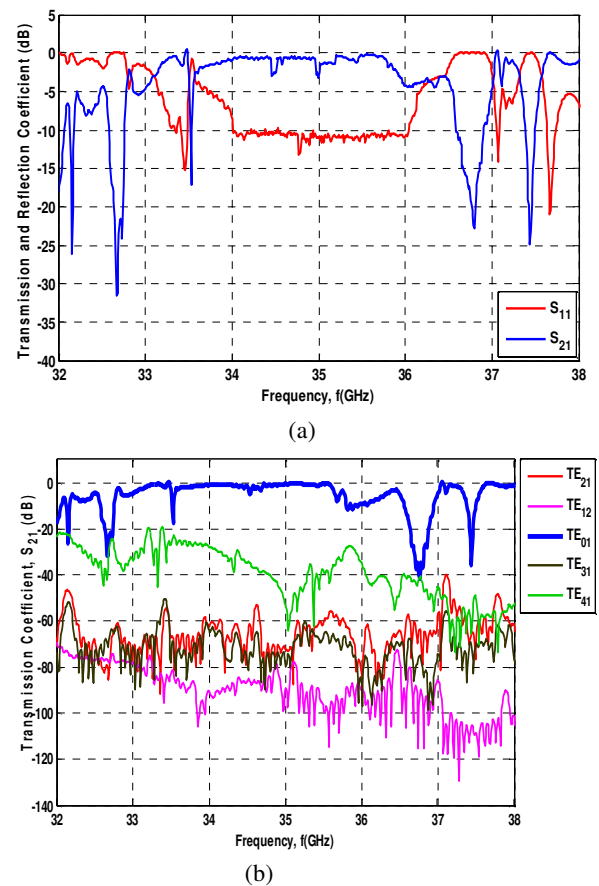 Transmission and Reflection Coefficient (dB)
5
0
-5
-10
-15
-20
-25
-30
-35
-40
32 33 34 35 36 37 38
Frequency, f(GHz)
S11
S21
(a)
Transmission Coefficient, S21 (dB)
0
-20
-40
-60
-80
-100
-120
-140
32 33 34 35 36 37 38
Frequency, f(GHz)
TE21
TE12
TE01
TE31
TE41
(b)